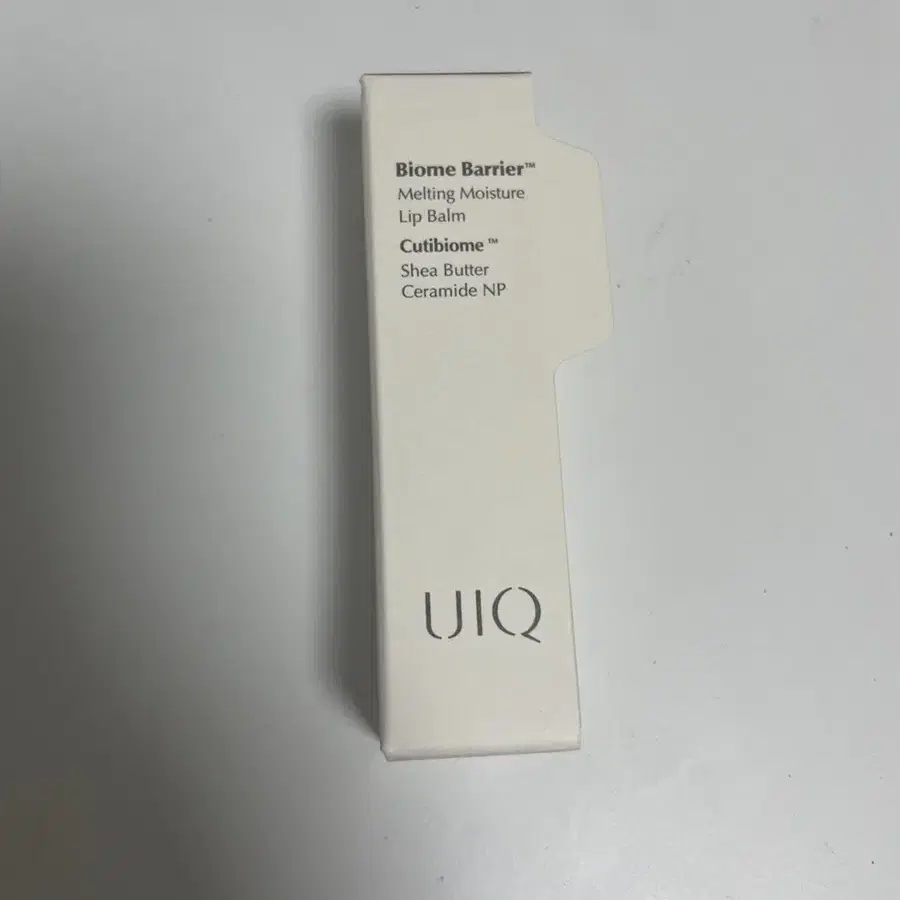 Biome Barrier™
Melting Moisture
Lip Balm
Cutibiome™
Shea Butter
Ceramide NP
UIQ